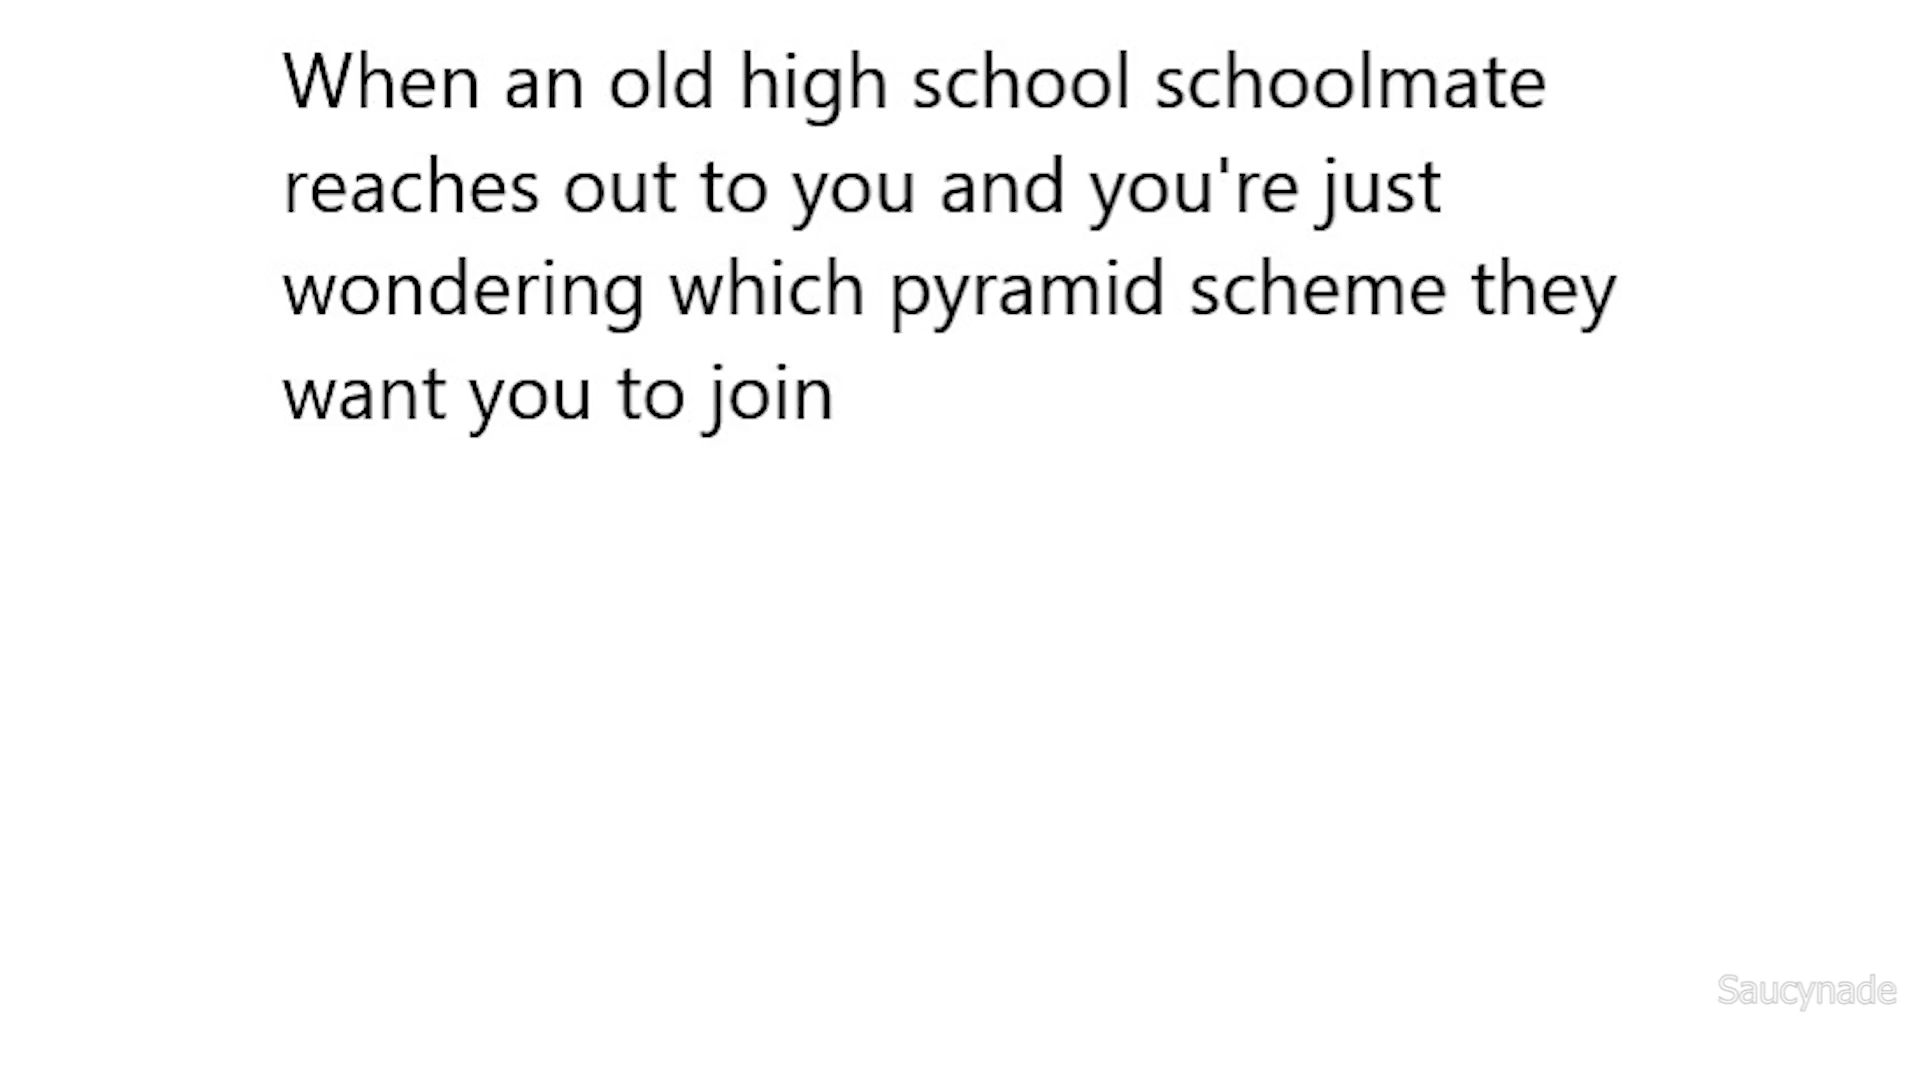 When an old high school schoolmate
reaches out to you and you're just
wondering which pyramid scheme they
want you to join
Saucynade